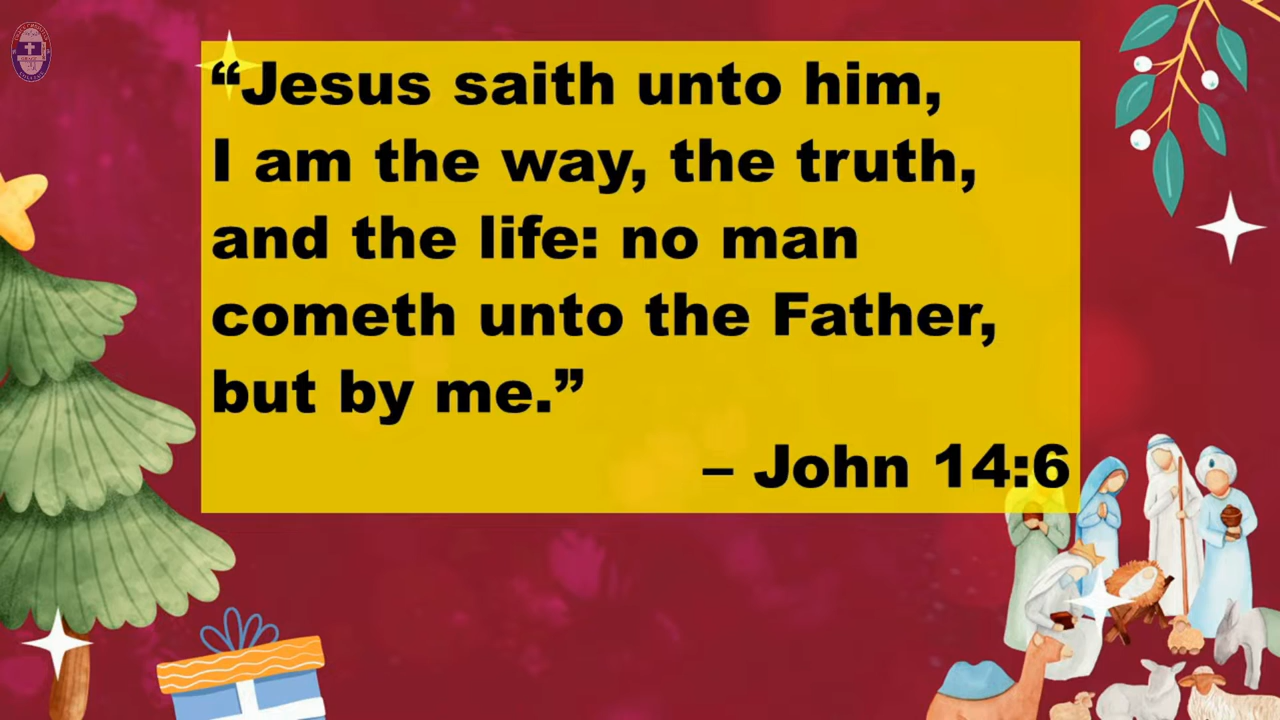 “Jesus saith unto him,
I am the way, the truth,
and the life: no man
cometh unto the Father,
but by me.”
– John 14:6